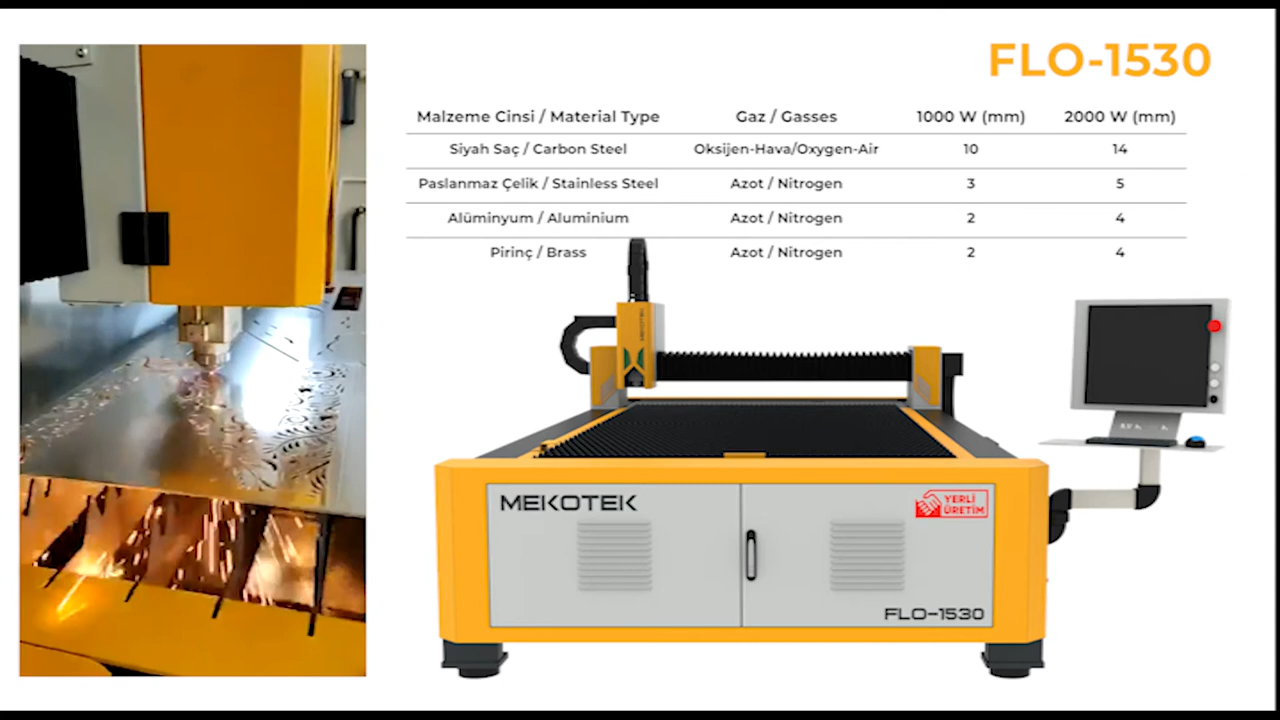 FLO-1530
Malzeme Cinsi / Material Type Gaz / Gasses 1000 W (mm) 2000 W (mm)
Siyah Saç / Carbon Steel Oksijen-Hava/Oxygen-Air 10 14
Paslanmaz Çelik / Stainless Steel Azot / Nitrogen 3 5
Alüminyum / Aluminium Azot / Nitrogen 2 4
Pirinç / Brass Azot / Nitrogen 2 4
MEKOTEK
MEKOTEK
YERLİ
ÜRETİM
FLO-1530